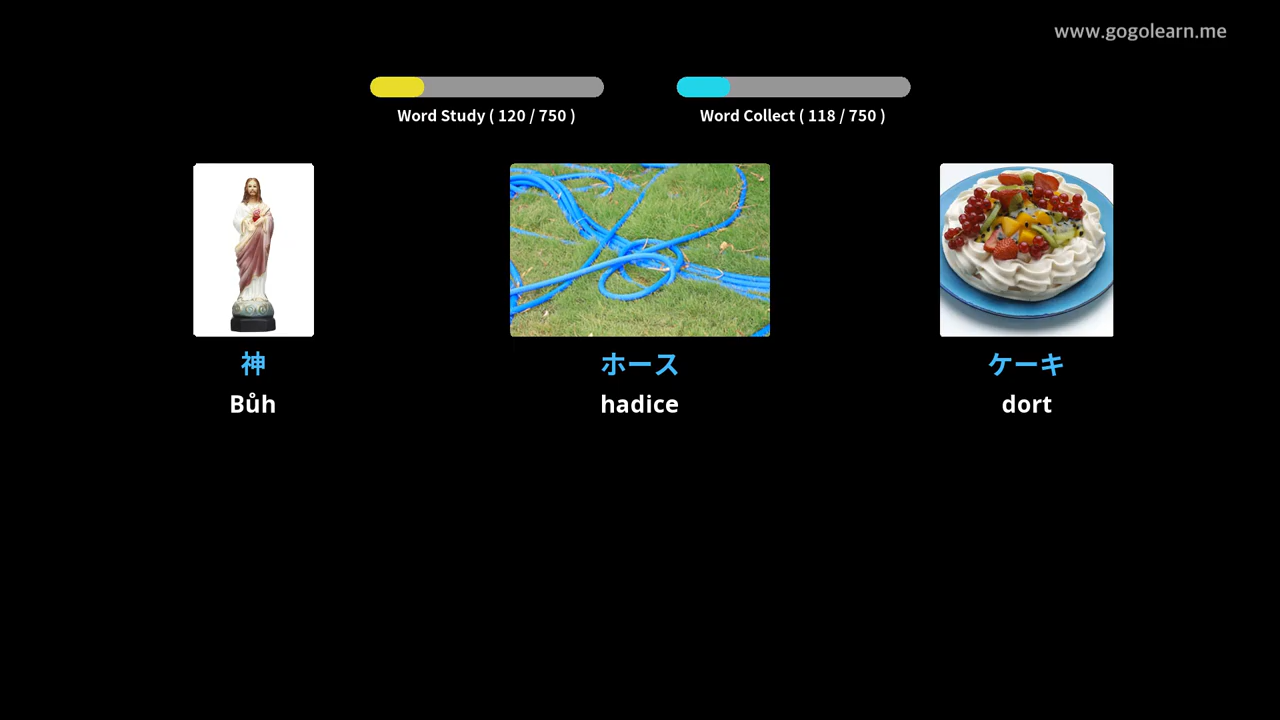 www.gogolearn.me
Word Study ( 120 / 750 )
Word Collect ( 118 / 750 )
神
ホース
ケーキ
Bůh
hadice
dort